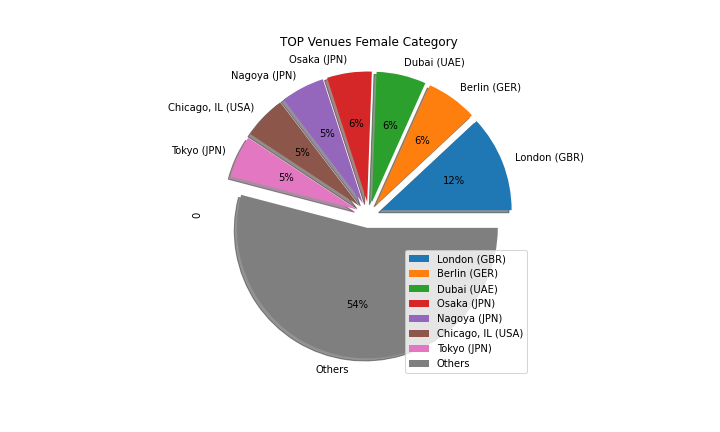 TOP Venues Female Category
Osaka (JPN)
Dubai (UAE)
Nagoya (JPN)
Berlin (GER)
Chicago, IL (USA)
Tokyo (JPN)
London (GBR)
6%
6%
5%
6%
5%
5%
12%
0
54%
Others
London (GBR)
Berlin (GER)
Dubai (UAE)
Osaka (JPN)
Nagoya (JPN)
Chicago, IL (USA)
Tokyo (JPN)
Others